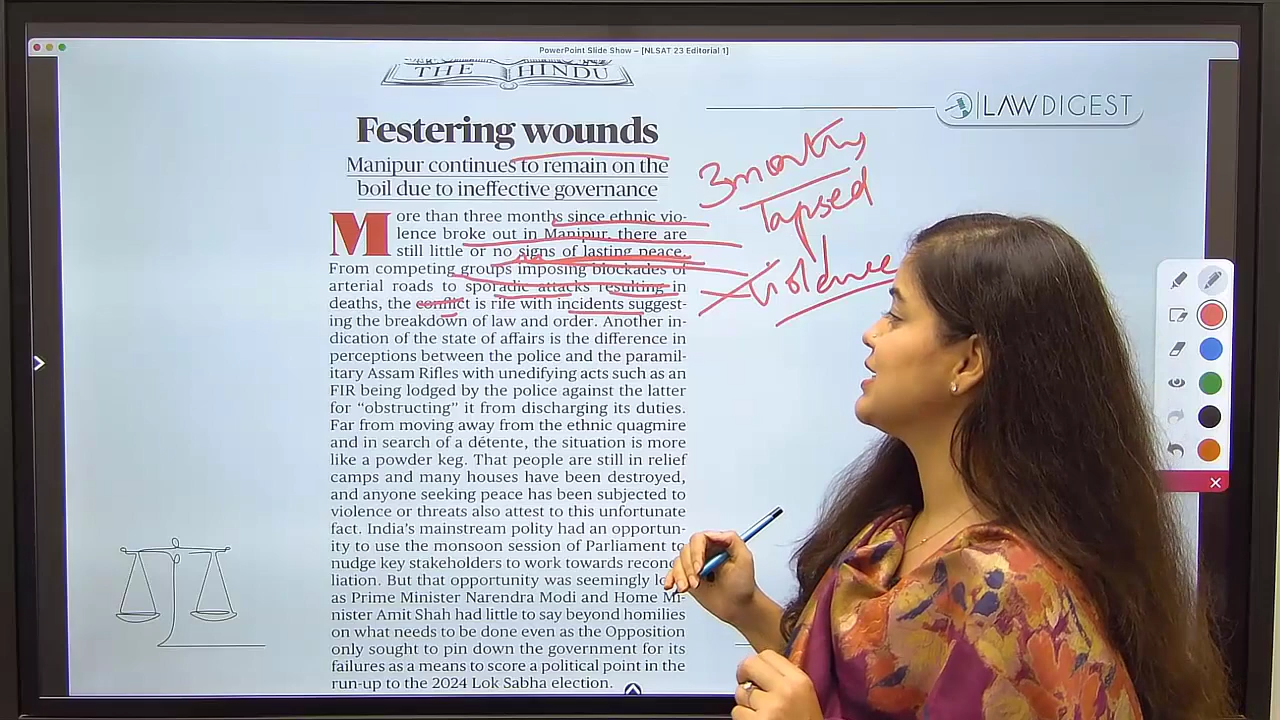 PowerPoint Slide Show – [NLSAT 23 Editorial 1]
THE HINDU
LAWDIGEST
Festering wounds
Manipur continues to remain on the
boil due to ineffective governance
More than three months since ethnic vio-
lence broke out in Manipur, there are
still little or no signs of lasting peace.
From competing groups imposing blockades of
arterial roads to sporadic attacks resulting in
deaths, the conflict is rife with incidents suggest-
ing the breakdown of law and order. Another in-
dication of the state of affairs is the difference in
perceptions between the police and the paramil-
itary Assam Rifles with unedifying acts such as an
FIR being lodged by the police against the latter
for “obstructing” it from discharging its duties.
Far from moving away from the ethnic quagmire
and in search of a détente, the situation is more
like a powder keg. That people are still in relief
camps and many houses have been destroyed,
and anyone seeking peace has been subjected to
violence or threats also attest to this unfortunate
fact. India’s mainstream polity had an opportun-
ity to use the monsoon session of Parliament to
nudge key stakeholders to work towards reconc
liation. But that opportunity was seemingly lo
as Prime Minister Narendra Modi and Home Mi-
nister Amit Shah had little to say beyond homilies
on what needs to be done even as the Opposition
only sought to pin down the government for its
failures as a means to score a political point in the
run-up to the 2024 Lok Sabha election.
3 months
lapsed
violence